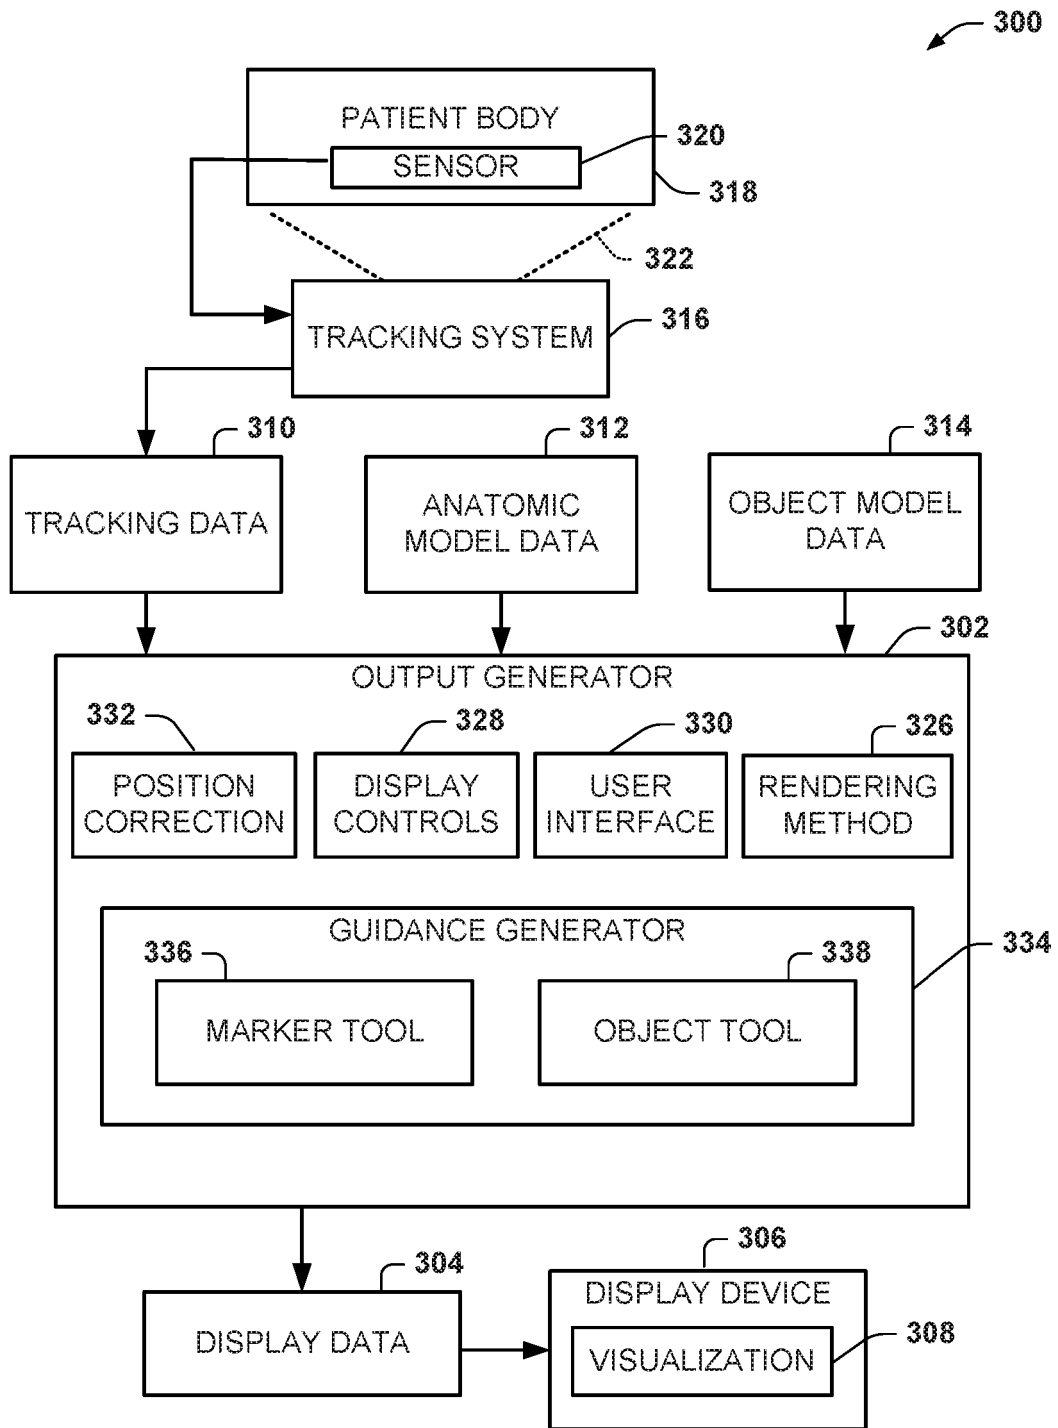 300
PATIENT BODY
320
SENSOR
318
322
316
TRACKING SYSTEM
310
312
314
TRACKING DATA
ANATOMIC
MODEL DATA
OBJECT MODEL
DATA
302
OUTPUT GENERATOR
332
328
330
326
POSITION
CORRECTION
DISPLAY
CONTROLS
USER
INTERFACE
RENDERING
METHOD
GUIDANCE GENERATOR
334
336
338
MARKER TOOL
OBJECT TOOL
304
306
DISPLAY DATA
DISPLAY DEVICE
308
VISUALIZATION